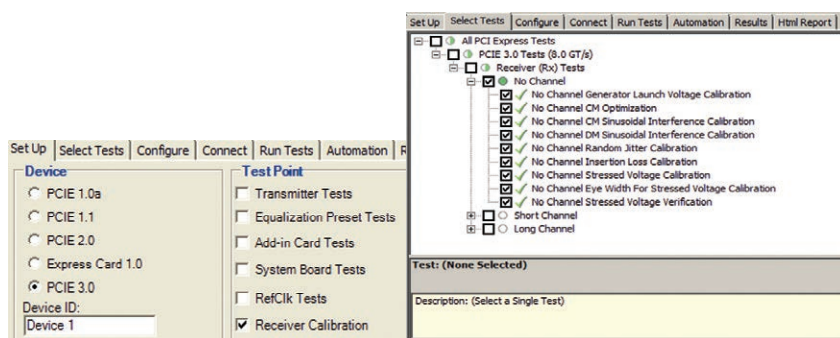 Set Up Select Tests Configure Connect Run Tests Automation R
Device
PCIE 1.0a
PCIE 1.1
PCIE 2.0
Express Card 1.0
PCIE 3.0
Device ID:
Device 1
Test Point
Transmitter Tests
Equalization Preset Tests
Add-in Card Tests
System Board Tests
RefClk Tests
Receiver Calibration
Set Up Select Tests Configure Connect Run Tests Automation Results Html Report
All PCI Express Tests
PCIE 3.0 Tests (8.0 GT/s)
Receiver (Rx) Tests
No Channel
No Channel Generator Launch Voltage Calibration
No Channel CM Optimization
No Channel CM Sinusoidal Interference Calibration
No Channel DM Sinusoidal Interference Calibration
No Channel Random Jitter Calibration
No Channel Insertion Loss Calibration
No Channel Stressed Voltage Calibration
No Channel Eye Width For Stressed Voltage Calibration
No Channel Stressed Voltage Verification
Short Channel
Long Channel
Test: (None Selected)
Description: (Select a Single Test)